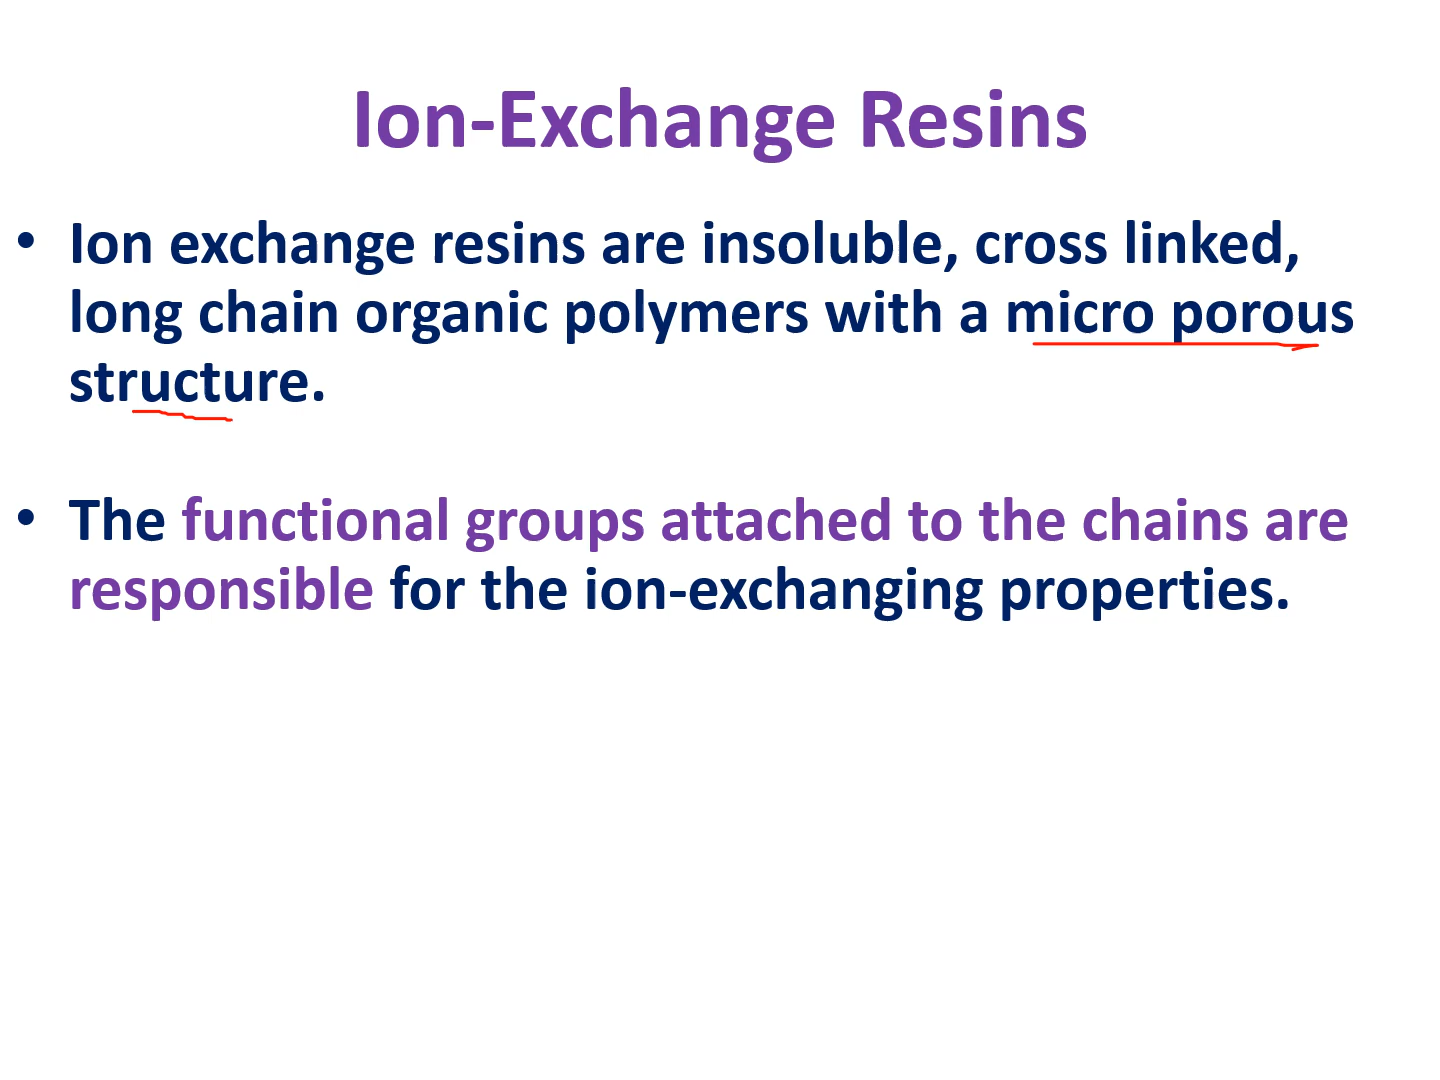 Ion-Exchange Resins
• Ion exchange resins are insoluble, cross linked,
long chain organic polymers with a micro porous
structure.
• The functional groups attached to the chains are
responsible for the ion-exchanging properties.